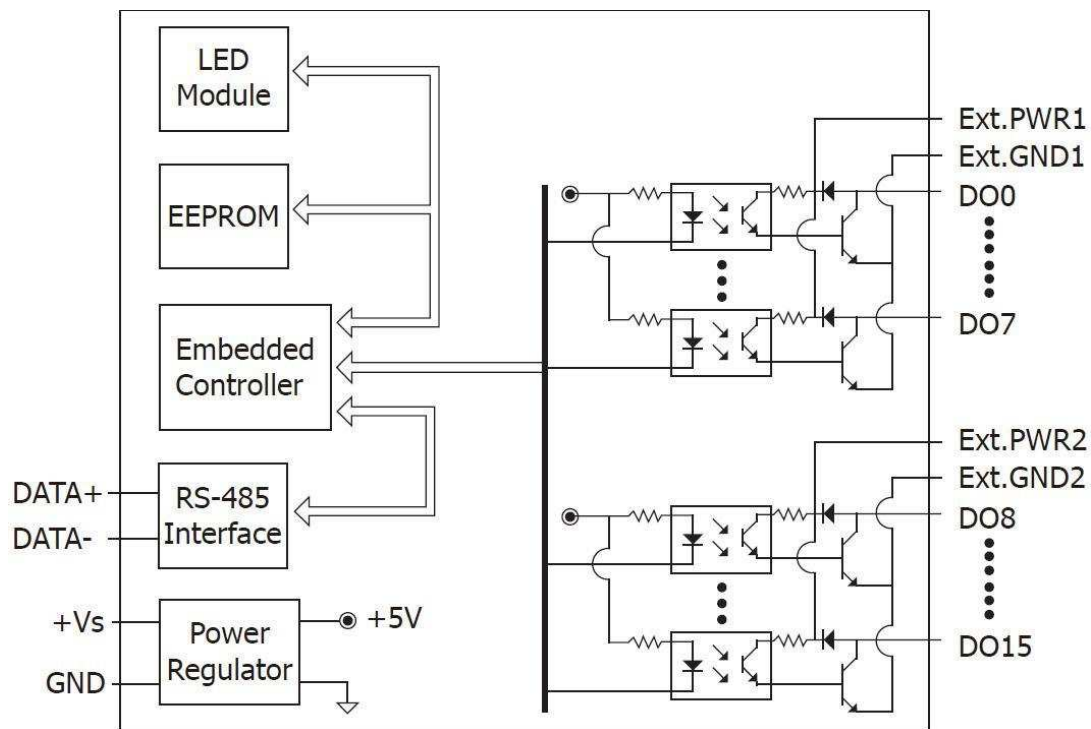 LED
Module
EEPROM
Embedded
Controller
DATA+
DATA-
RS-485
Interface
+Vs
GND
Power
Regulator
+5V
Ext.PWR1
Ext.GND1
DO0
DO7
Ext.PWR2
Ext.GND2
DO8
DO15